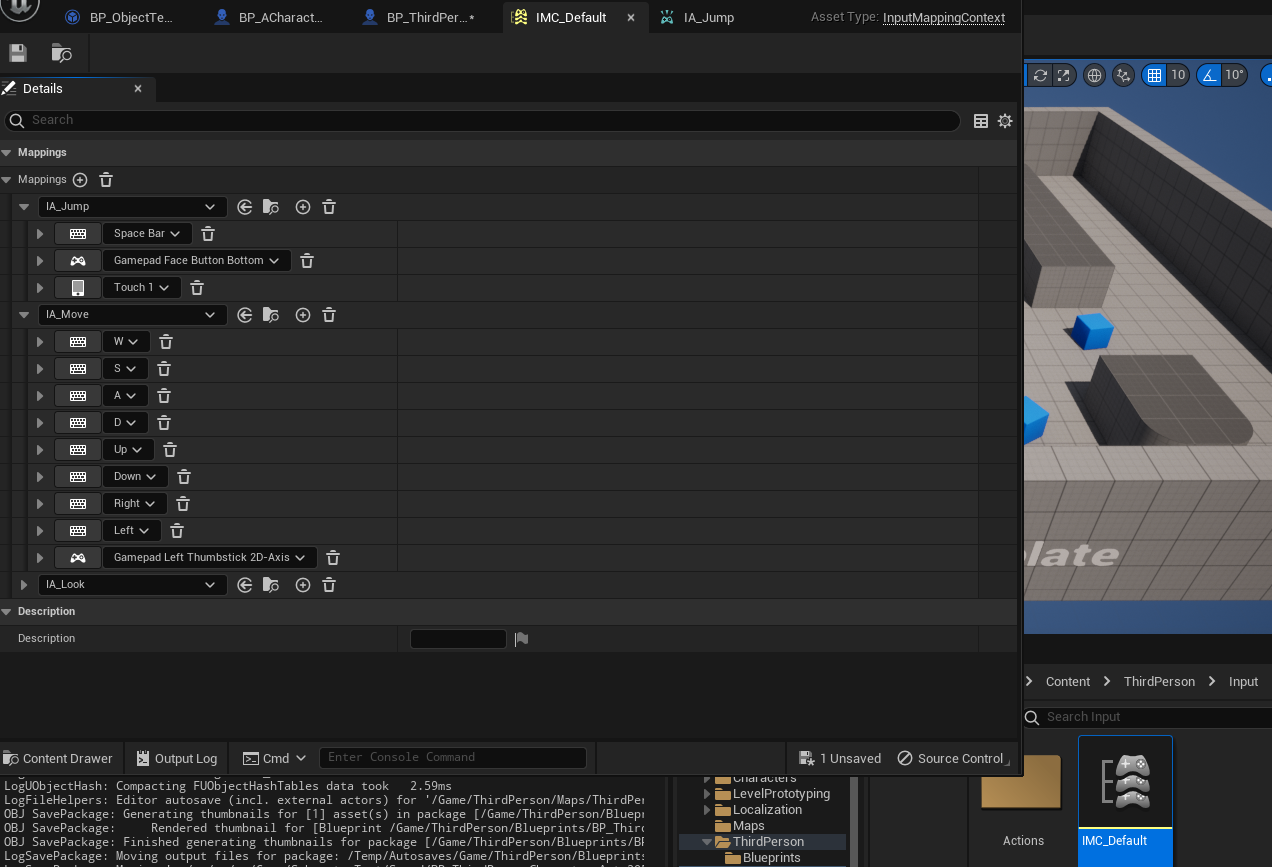 BP_ObjectTe...
BP_ACharact...
BP_ThirdPer...*
IMC_Default
IA_Jump
Asset Type: InputMappingContext
Details
10
10°
Search
Mappings
Mappings
IA_Jump
Space Bar
Gamepad Face Button Bottom
Touch 1
IA_Move
W
S
A
D
Up
Down
Right
Left
Gamepad Left Thumbstick 2D-Axis
late
IA_Look
Description
Description
Content
ThirdPerson
Input
Search Input
Content Drawer
Output Log
Cmd
Enter Console Command
1 Unsaved
Source Control
LogUObjectHash: Compacting FUObjectHashTables data took   2.59ms
LogFileHelpers: Editor autosave (incl. external actors) for '/Game/ThirdPerson/Maps/ThirdPer
OBJ SavePackage: Generating thumbnails for [1] asset(s) in package [/Game/ThirdPerson/Bluepr
OBJ SavePackage:     Rendered thumbnail for [Blueprint /Game/ThirdPerson/Blueprints/BP_Thirc
OBJ SavePackage: Finished generating thumbnails for package [/Game/ThirdPerson/Blueprints/BF
LogSavePackage: Moving output files for package: /Temp/Autosaves/Game/ThirdPerson/Blueprints
Characters
LevelPrototyping
Localization
Maps
ThirdPerson
Blueprints
Actions
IMC_Default